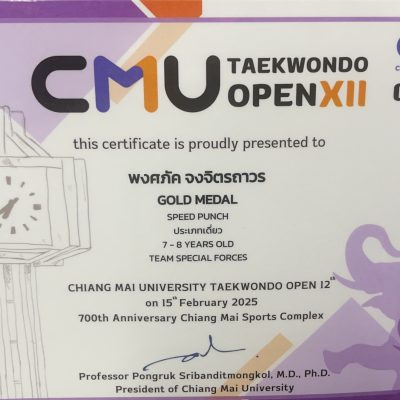 CMU TAEKWONDO
OPENXII
this certificate is proudly presented to
พงศภัค จงจิตรถาวร
GOLD MEDAL
SPEED PUNCH
ประเภทเดี่ยว
7 - 8 YEARS OLD
TEAM SPECIAL FORCES
CHIANG MAI UNIVERSITY TAEKWONDO OPEN 12th
on 15th February 2025
700th Anniversary Chiang Mai Sports Complex
Professor Pongruk Sribanditmongkol, M.D., Ph.D.
President of Chiang Mai University